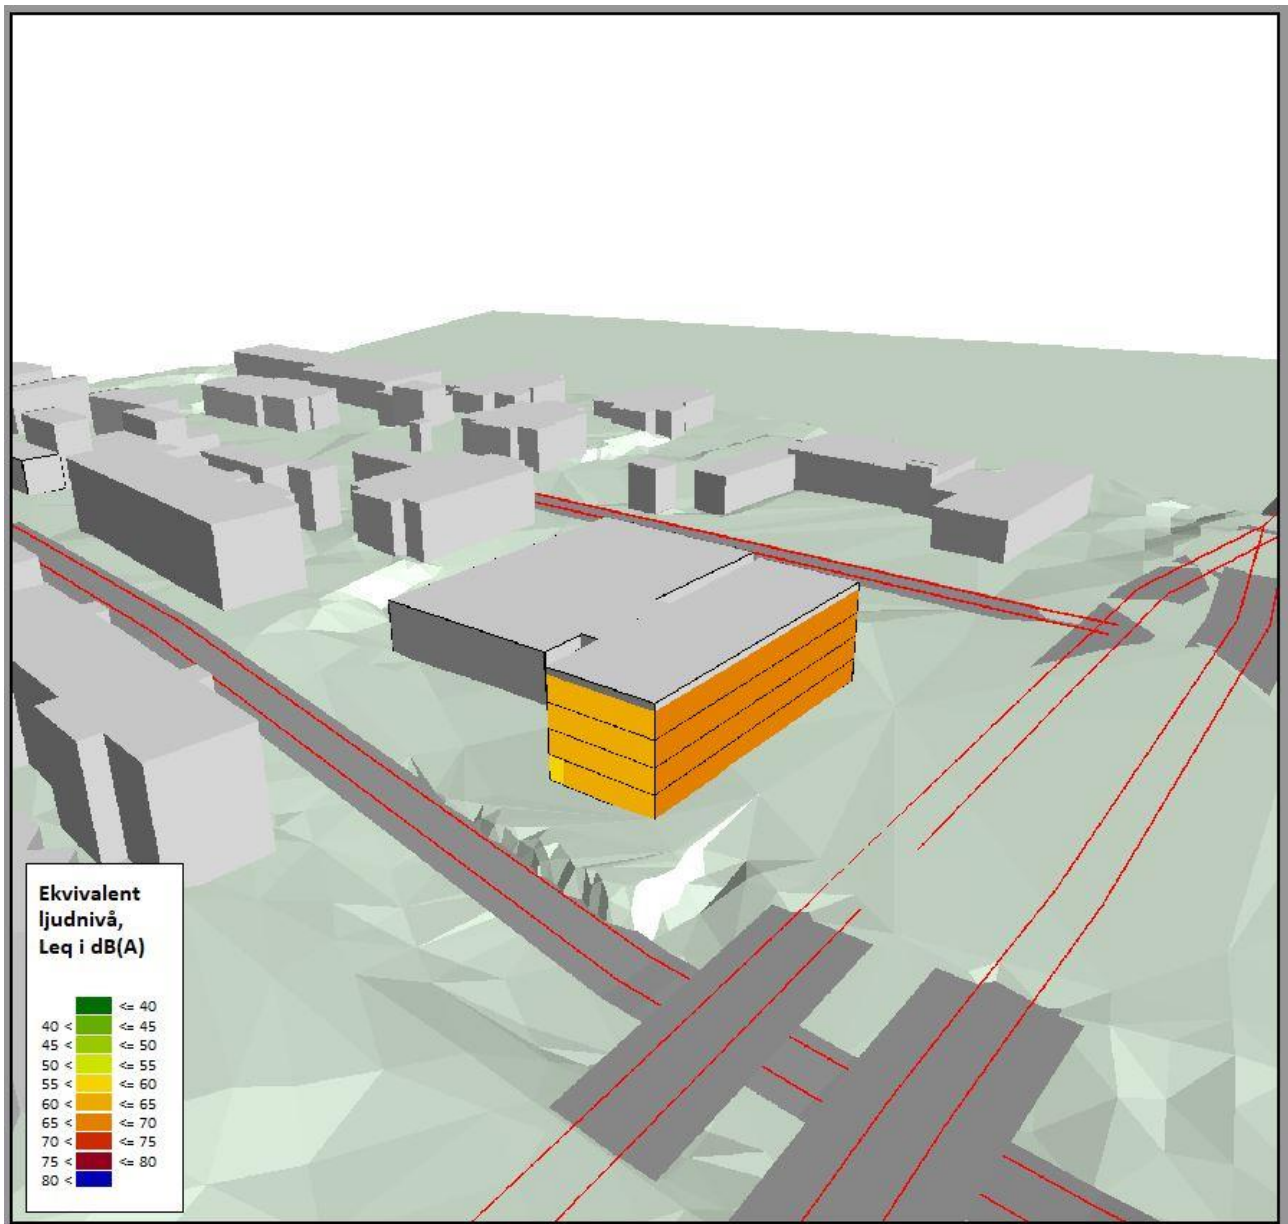 Ekvivalent
ljudnivå,
Leq i dB(A)
<= 40
40 < <= 45
45 < <= 50
50 < <= 55
55 < <= 60
60 < <= 65
65 < <= 70
70 < <= 75
75 < <= 80
80 <